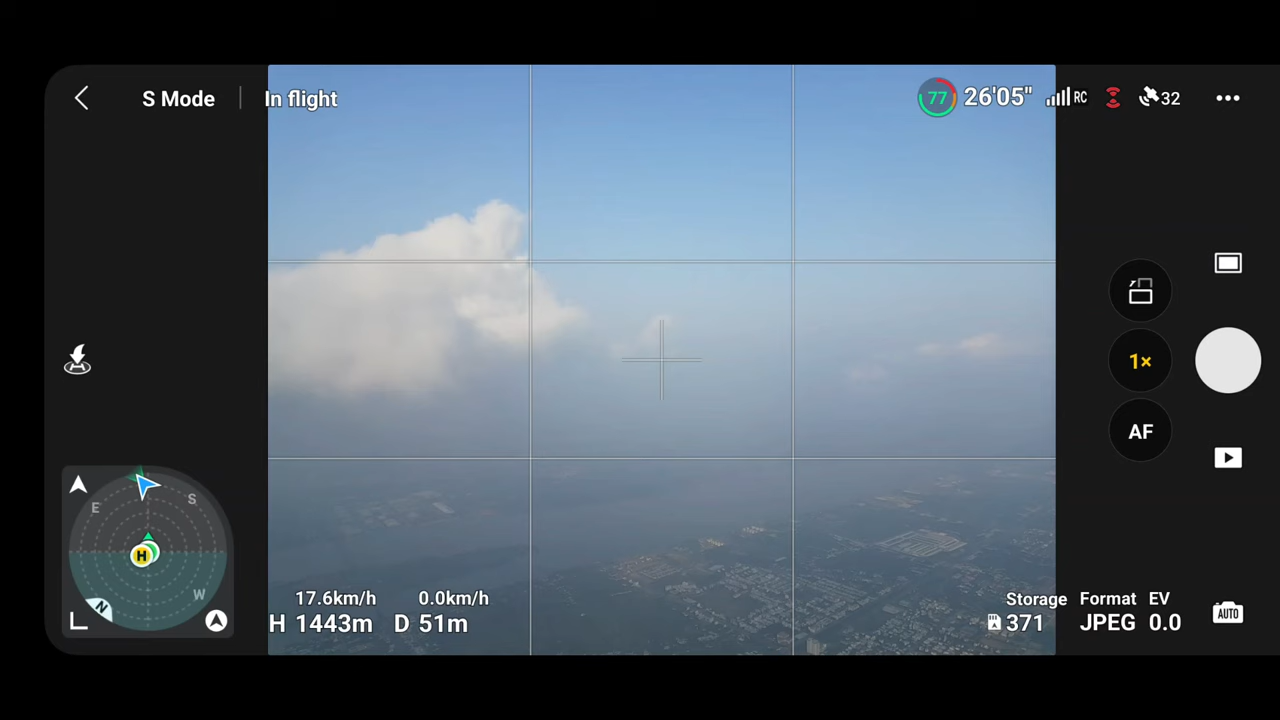 S Mode | In flight 77 26'05" RC 32
1×
AF
E S
H
W
N
17.6km/h 0.0km/h
H 1443m D 51m
Storage Format EV
371 JPEG 0.0
AUTO